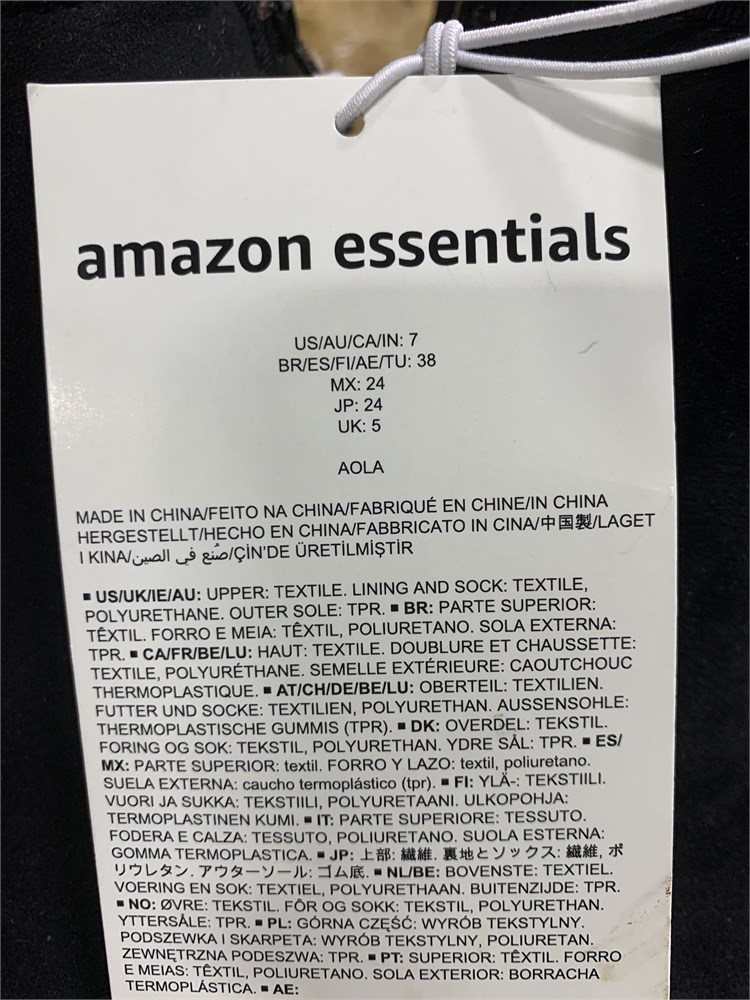 amazon essentials
US/AU/CA/IN: 7
BR/ES/FI/AE/TU: 38
MX: 24
JP: 24
UK: 5
AOLA
MADE IN CHINA/FEITO NA CHINA/FABRIQUÉ EN CHINE/IN CHINA
HERGESTELLT/HECHO EN CHINA/FABBRICATO IN CINA/中国製/LAGET
I KINA/صُنع في الصين/ÇİN'DE ÜRETİLMİŞTİR
▪ US/UK/IE/AU: UPPER: TEXTILE. LINING AND SOCK: TEXTILE,
POLYURETHANE. OUTER SOLE: TPR. ▪ BR: PARTE SUPERIOR:
TÊXTIL. FORRO E MEIA: TÊXTIL, POLIURETANO. SOLA EXTERNA:
TPR. ▪ CA/FR/BE/LU: HAUT: TEXTILE. DOUBLURE ET CHAUSSETTE:
TEXTILE, POLYURÉTHANE. SEMELLE EXTÉRIEURE: CAOUTCHOUC
THERMOPLASTIQUE. ▪ AT/CH/DE/BE/LU: OBERTEIL: TEXTILIEN.
FUTTER UND SOCKE: TEXTILIEN, POLYURETHAN. AUSSENSOHLE:
THERMOPLASTISCHE GUMMIS (TPR). ▪ DK: OVERDEL: TEKSTIL.
FORING OG SOK: TEKSTIL, POLYURETHAN. YDRE SÅL: TPR. ▪ ES/
MX: PARTE SUPERIOR: textil. FORRO Y LAZO: textil, poliuretano.
SUELA EXTERNA: caucho termoplástico (tpr). ▪ FI: YLÄ-: TEKSTIILI.
VUORI JA SUKKA: TEKSTIILI, POLYURETAANI. ULKOPOHJA:
TERMOPLASTINEN KUMI. ▪ IT: PARTE SUPERIORE: TESSUTO.
FODERA E CALZA: TESSUTO, POLIURETANO. SUOLA ESTERNA:
GOMMA TERMOPLASTICA. ▪ JP: 上部: 繊維. 裏地とソックス: 繊維, ポ
リウレタン. アウターソール: ゴム底. ▪ NL/BE: BOVENSTE: TEXTIEL.
VOERING EN SOK: TEXTIEL, POLYURETHAAN. BUITENZIJDE: TPR.
▪ NO: ØVRE: TEKSTIL. FÔR OG SOKK: TEKSTIL, POLYURETHAN.
YTTERSÅLE: TPR. ▪ PL: GÓRNA CZĘŚĆ: WYRÓB TEKSTYLNY.
PODSZEWKA I SKARPETA: WYRÓB TEKSTYLNY, POLIURETAN.
ZEWNĘTRZNA PODESZWA: TPR. ▪ PT: SUPERIOR: TÊXTIL. FORRO
E MEIAS: TÊXTIL, POLIURETANO. SOLA EXTERIOR: BORRACHA
TERMOPLÁSTICA. ▪ AE: